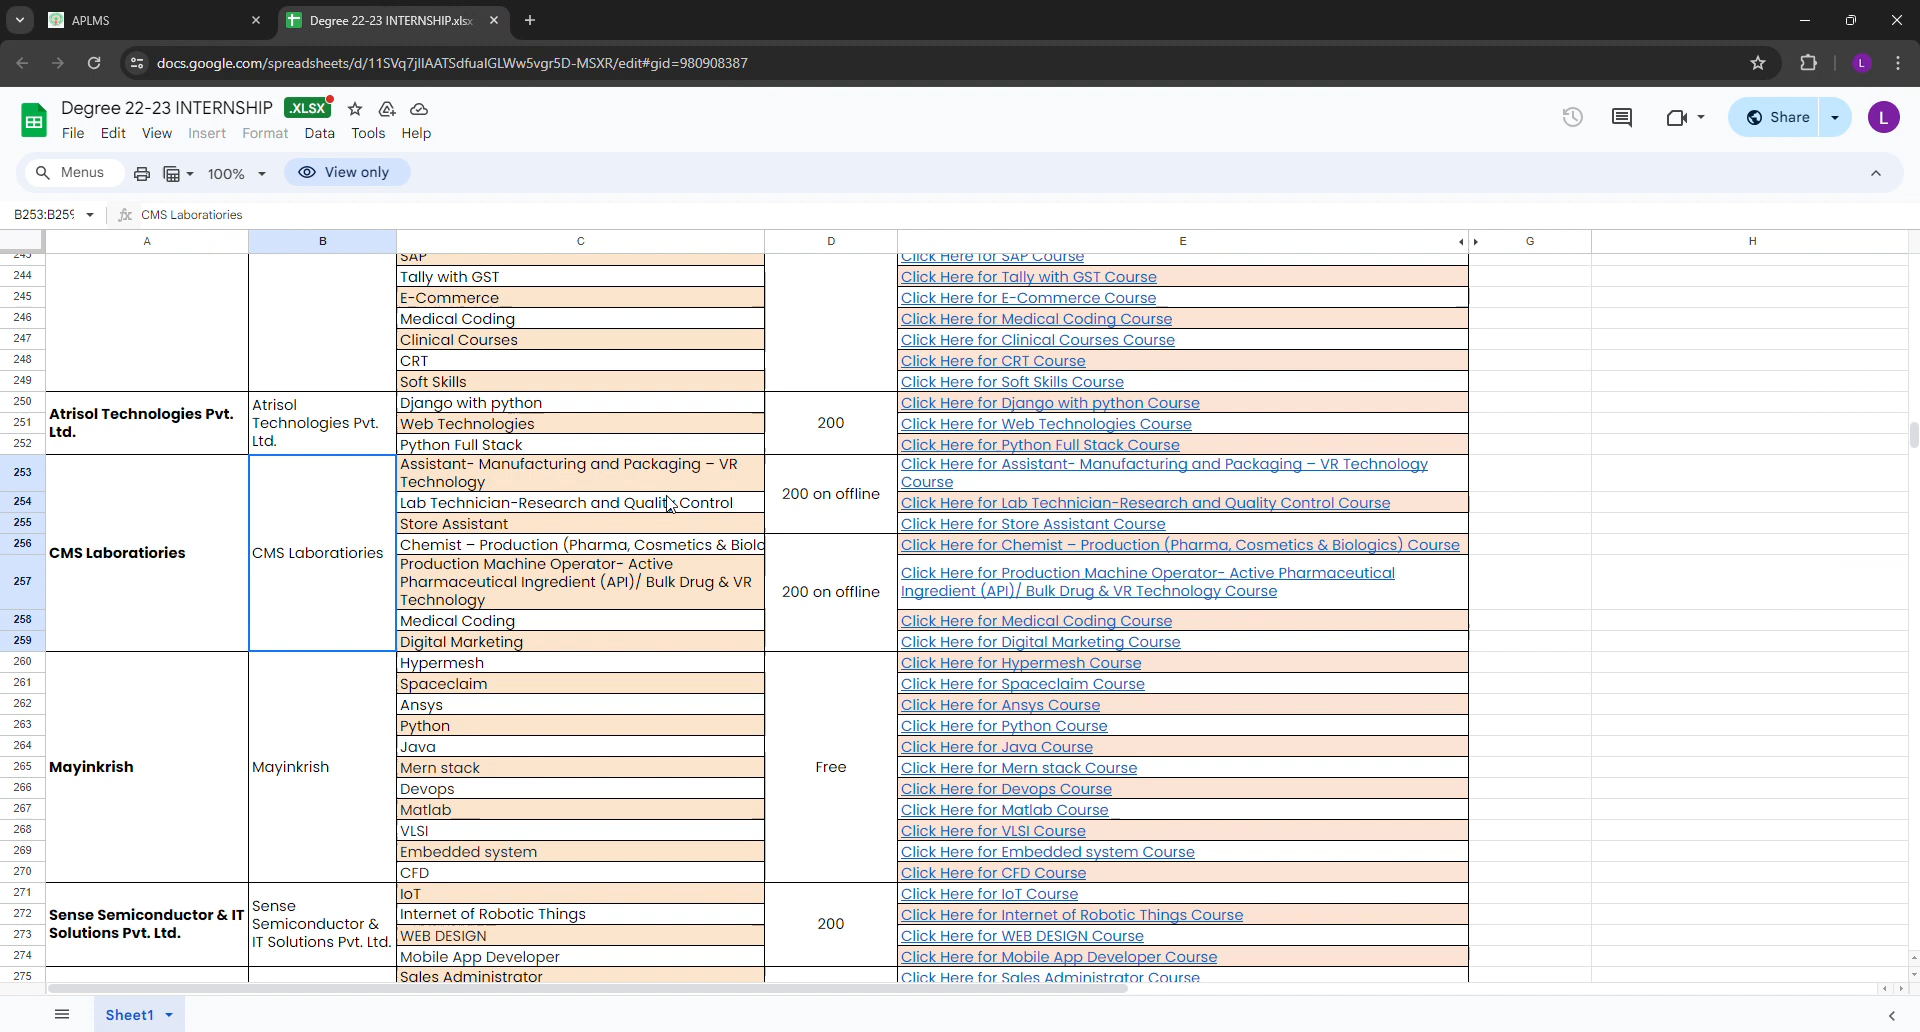 APLMS
Degree 22-23 INTERNSHIP.xlsx
docs.google.com/spreadsheets/d/11SVq7jIIAATSdfuaIGLWw5vgr5D-MSXR/edit#gid=980908387
L
Degree 22-23 INTERNSHIP .XLSX
File Edit View Insert Format Data Tools Help
Share
L
Menus 100% View only
B253:B259 fx CMS Laboratiories
A B C D E G H
243 SAP Click Here for SAP Course
244 Tally with GST Click Here for Tally with GST Course
245 E-Commerce Click Here for E-Commerce Course
246 Medical Coding Click Here for Medical Coding Course
247 Clinical Courses Click Here for Clinical Courses Course
248 CRT Click Here for CRT Course
249 Soft Skills Click Here for Soft Skills Course
Atrisol Technologies Pvt.
Ltd.
Atrisol
Technologies Pvt.
Ltd.
200
250 Django with python Click Here for Django with python Course
251 Web Technologies Click Here for Web Technologies Course
252 Python Full Stack Click Here for Python Full Stack Course
CMS Laboratiories
CMS Laboratiories
253 Assistant- Manufacturing and Packaging – VR
Technology
Click Here for Assistant- Manufacturing and Packaging – VR Technology
Course
200 on offline
254 Lab Technician-Research and Quality Control Click Here for Lab Technician-Research and Quality Control Course
255 Store Assistant Click Here for Store Assistant Course
256 Chemist – Production (Pharma, Cosmetics & Biolo Click Here for Chemist – Production (Pharma, Cosmetics & Biologics) Course
257 Production Machine Operator- Active
Pharmaceutical Ingredient (API)/ Bulk Drug & VR
Technology
200 on offline
Click Here for Production Machine Operator- Active Pharmaceutical
Ingredient (API)/ Bulk Drug & VR Technology Course
258 Medical Coding Click Here for Medical Coding Course
259 Digital Marketing Click Here for Digital Marketing Course
Mayinkrish
Mayinkrish
Free
260 Hypermesh Click Here for Hypermesh Course
261 Spaceclaim Click Here for Spaceclaim Course
262 Ansys Click Here for Ansys Course
263 Python Click Here for Python Course
264 Java Click Here for Java Course
265 Mern stack Click Here for Mern stack Course
266 Devops Click Here for Devops Course
267 Matlab Click Here for Matlab Course
268 VLSI Click Here for VLSI Course
269 Embedded system Click Here for Embedded system Course
270 CFD Click Here for CFD Course
Sense Semiconductor & IT
Solutions Pvt. Ltd.
Sense
Semiconductor &
IT Solutions Pvt. Ltd.
200
271 IoT Click Here for IoT Course
272 Internet of Robotic Things Click Here for Internet of Robotic Things Course
273 WEB DESIGN Click Here for WEB DESIGN Course
274 Mobile App Developer Click Here for Mobile App Developer Course
275 Sales Administrator Click Here for Sales Administrator Course
Sheet1